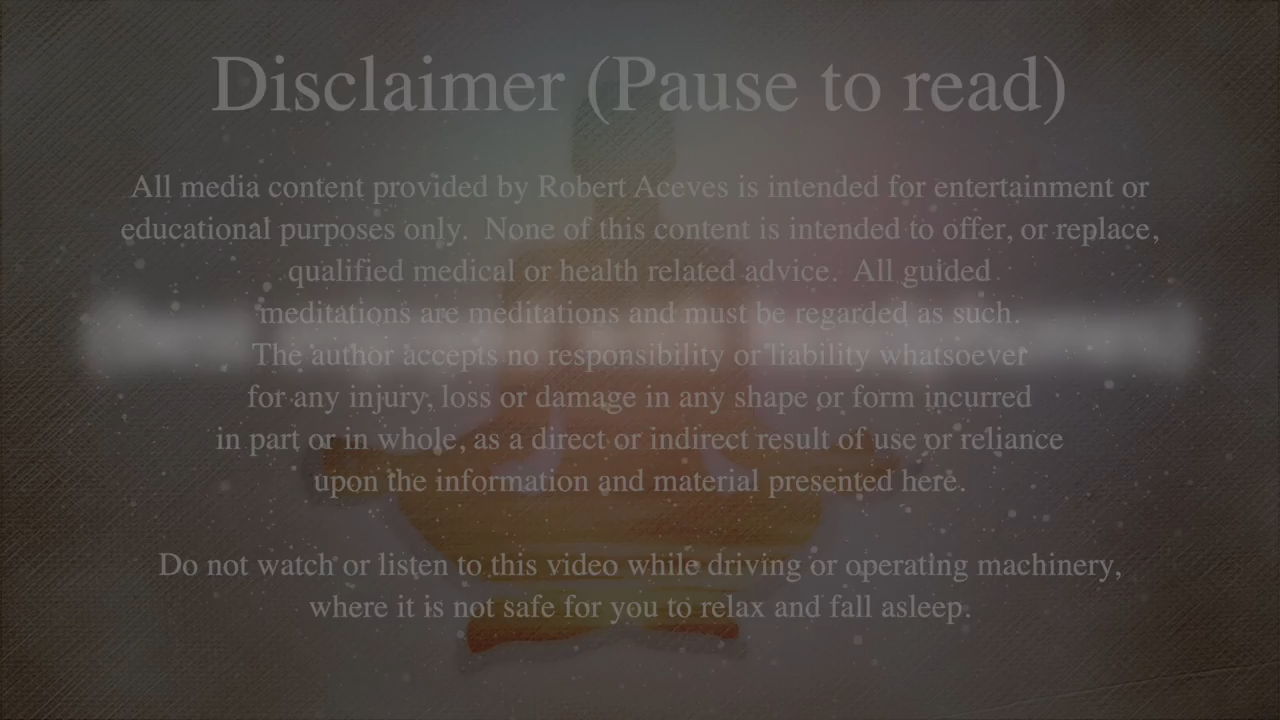 Disclaimer (Pause to read)
All media content provided by Robert Aceves is intended for entertainment or
educational purposes only.  None of this content is intended to offer, or replace,
qualified medical or health related advice.  All guided
meditations are meditations and must be regarded as such.
The author accepts no responsibility or liability whatsoever
for any injury, loss or damage in any shape or form incurred
in part or in whole, as a direct or indirect result of use or reliance
upon the information and material presented here.
Do not watch or listen to this video while driving or operating machinery,
where it is not safe for you to relax and fall asleep.